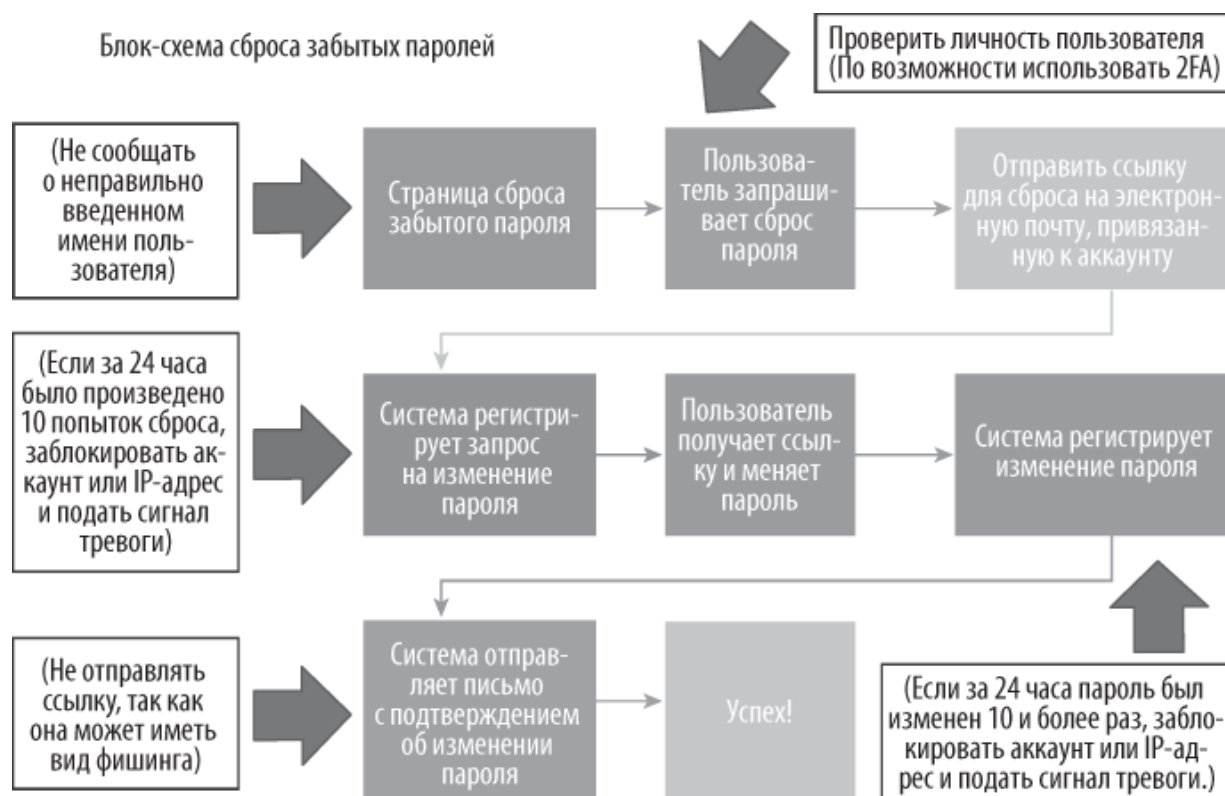 Блок-схема сброса забытых паролей
Проверить личность пользователя
(По возможности использовать 2FA)
(Не сообщать
о неправильно
введенном
имени поль-
зователя)
Страница сброса
забытого пароля
Пользова-
тель запраши-
вает сброс
пароля
Отправить ссылку
для сброса на электрон-
ную почту, привязан-
ную к аккаунту
(Если за 24 часа
было произведено
10 попыток сброса,
заблокировать ак-
каунт или IP-адрес
и подать сигнал
тревоги)
Система регистри-
рует запрос
на изменение
пароля
Пользователь
получает ссыл-
ку и меняет
пароль
Система регистрирует
изменение пароля
(Не отправлять
ссылку, так как
она может иметь
вид фишинга)
Система отправ-
ляет письмо
с подтверждением
об изменении
пароля
Успех!
(Если за 24 часа пароль был
изменен 10 и более раз, забло-
кировать аккаунт или IP-ад-
рес и подать сигнал тревоги.)